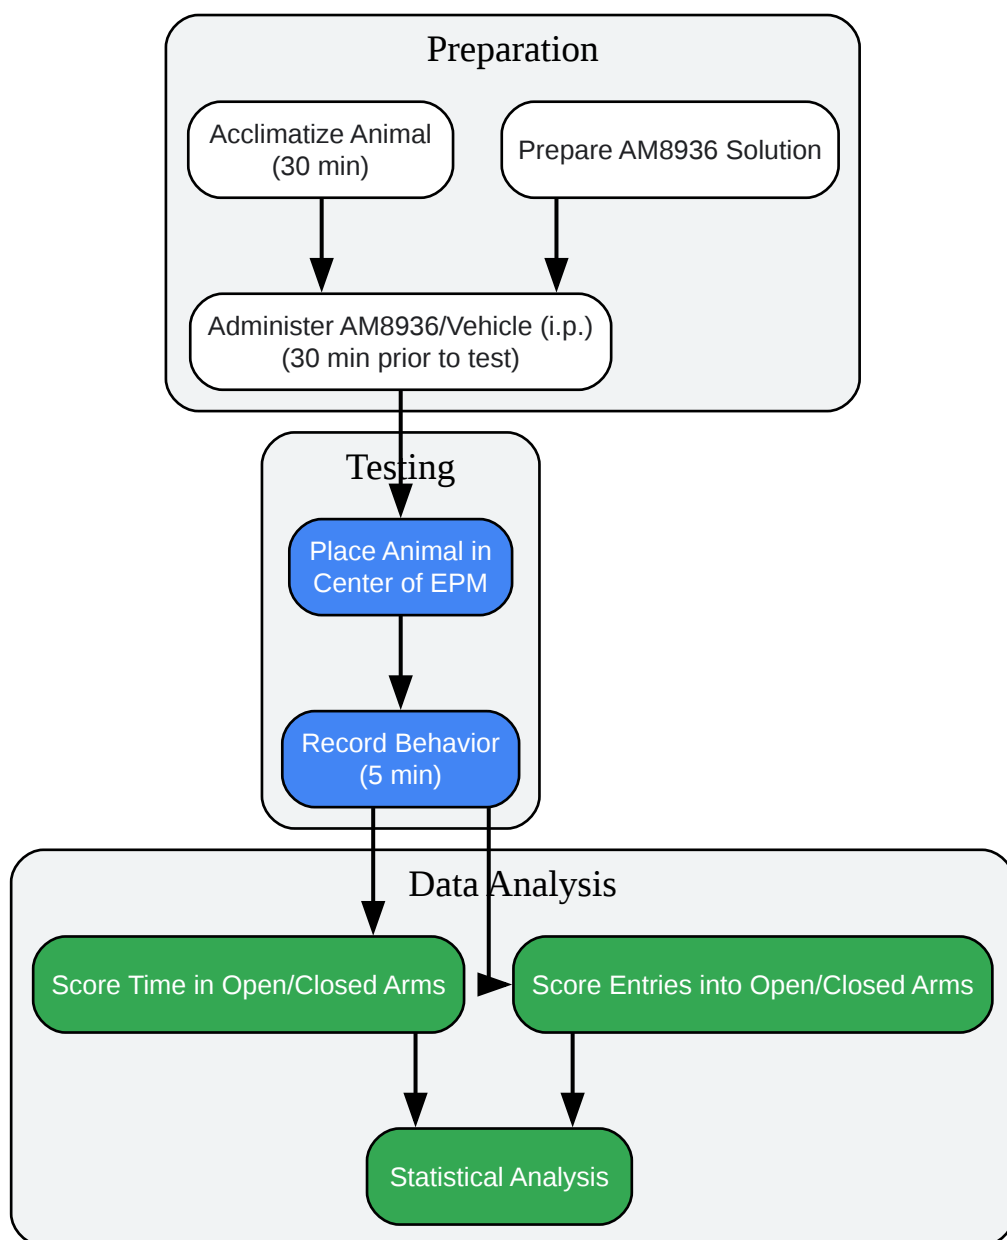 Preparation
Acclimatize Animal
(30 min)
Prepare AM8936 Solution
Administer AM8936/Vehicle (i.p.)
(30 min prior to test)
Testing
Place Animal in
Center of EPM
Record Behavior
(5 min)
Data Analysis
Score Time in Open/Closed Arms
Score Entries into Open/Closed Arms
Statistical Analysis